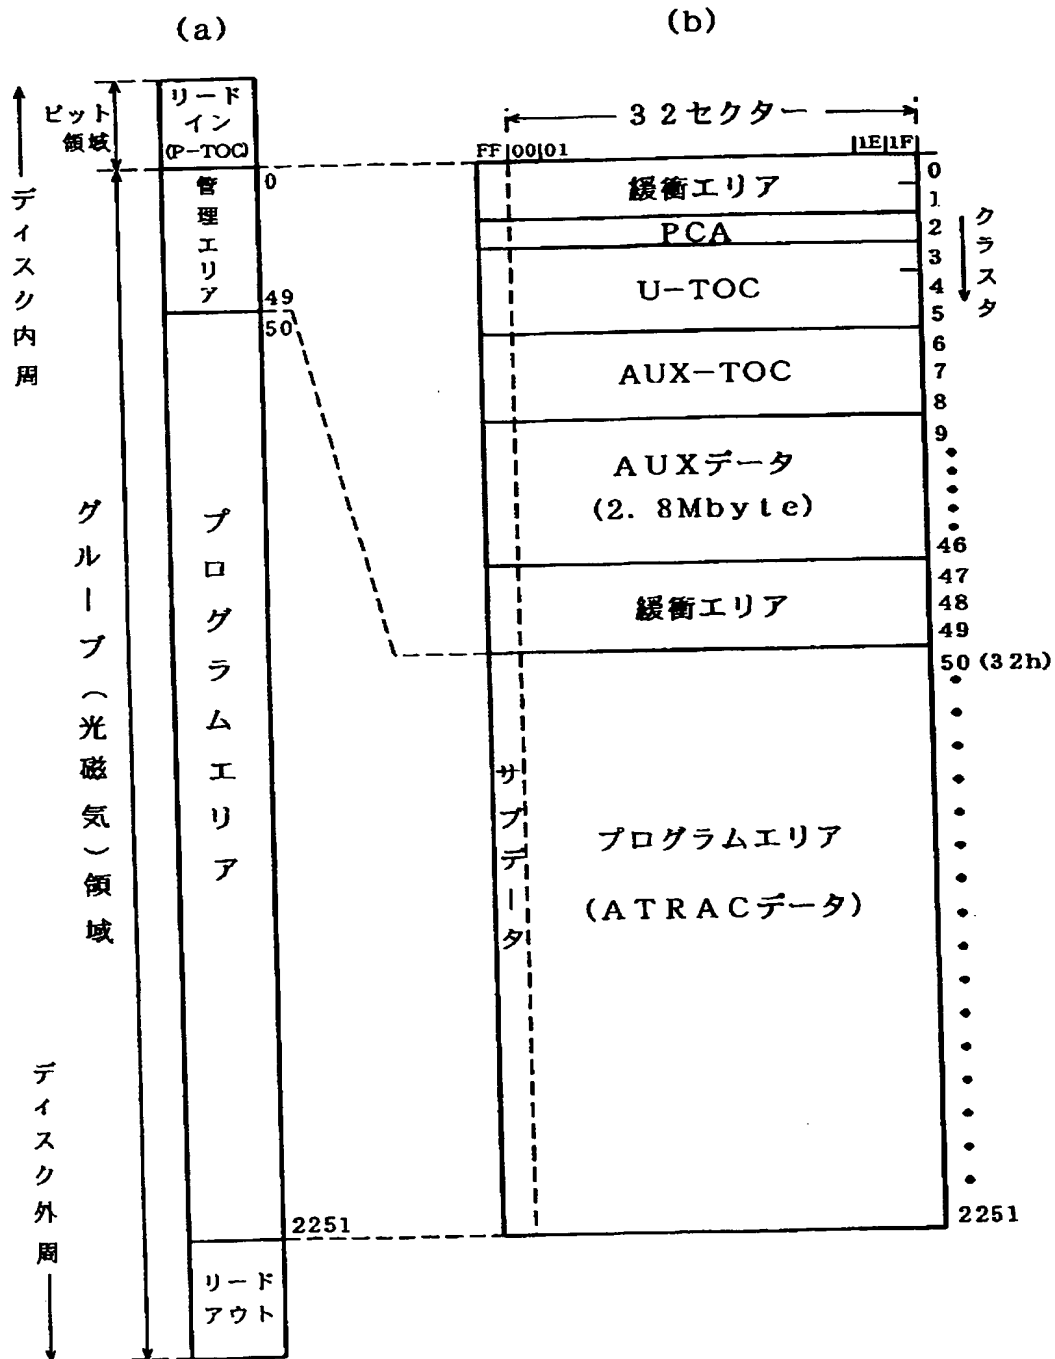 (a)
ディスク内周
ディスク外周
ピット
領域
グルーブ(光磁気)領域
リード
イン
(P-TOC)
管理エリア
0
49
50
プログラムエリア
2251
リード
アウト
(b)
32セクター
FF 00 01 1E 1F
緩衝エリア
PCA
U-TOC
AUX-TOC
AUXデータ
(2. 8Mbyte)
緩衝エリア
サブデータ
プログラムエリア
(ATRACデータ)
0
1
2
3
4
5
6
7
8
9
46
47
48
49
50 (32h)
2251
クラスタ